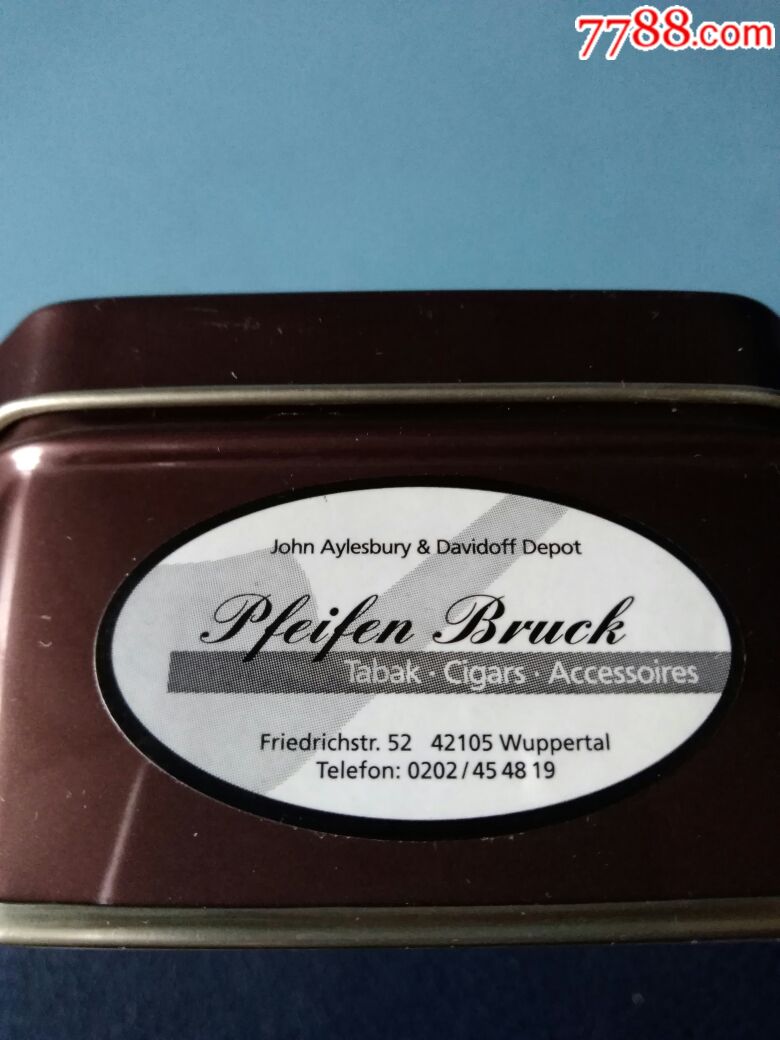 7788.com
John Aylesbury & Davidoff Depot
Pfeifen Bruck
Tabak · Cigars · Accessoires
Friedrichstr. 52 42105 Wuppertal
Telefon: 0202/45 48 19